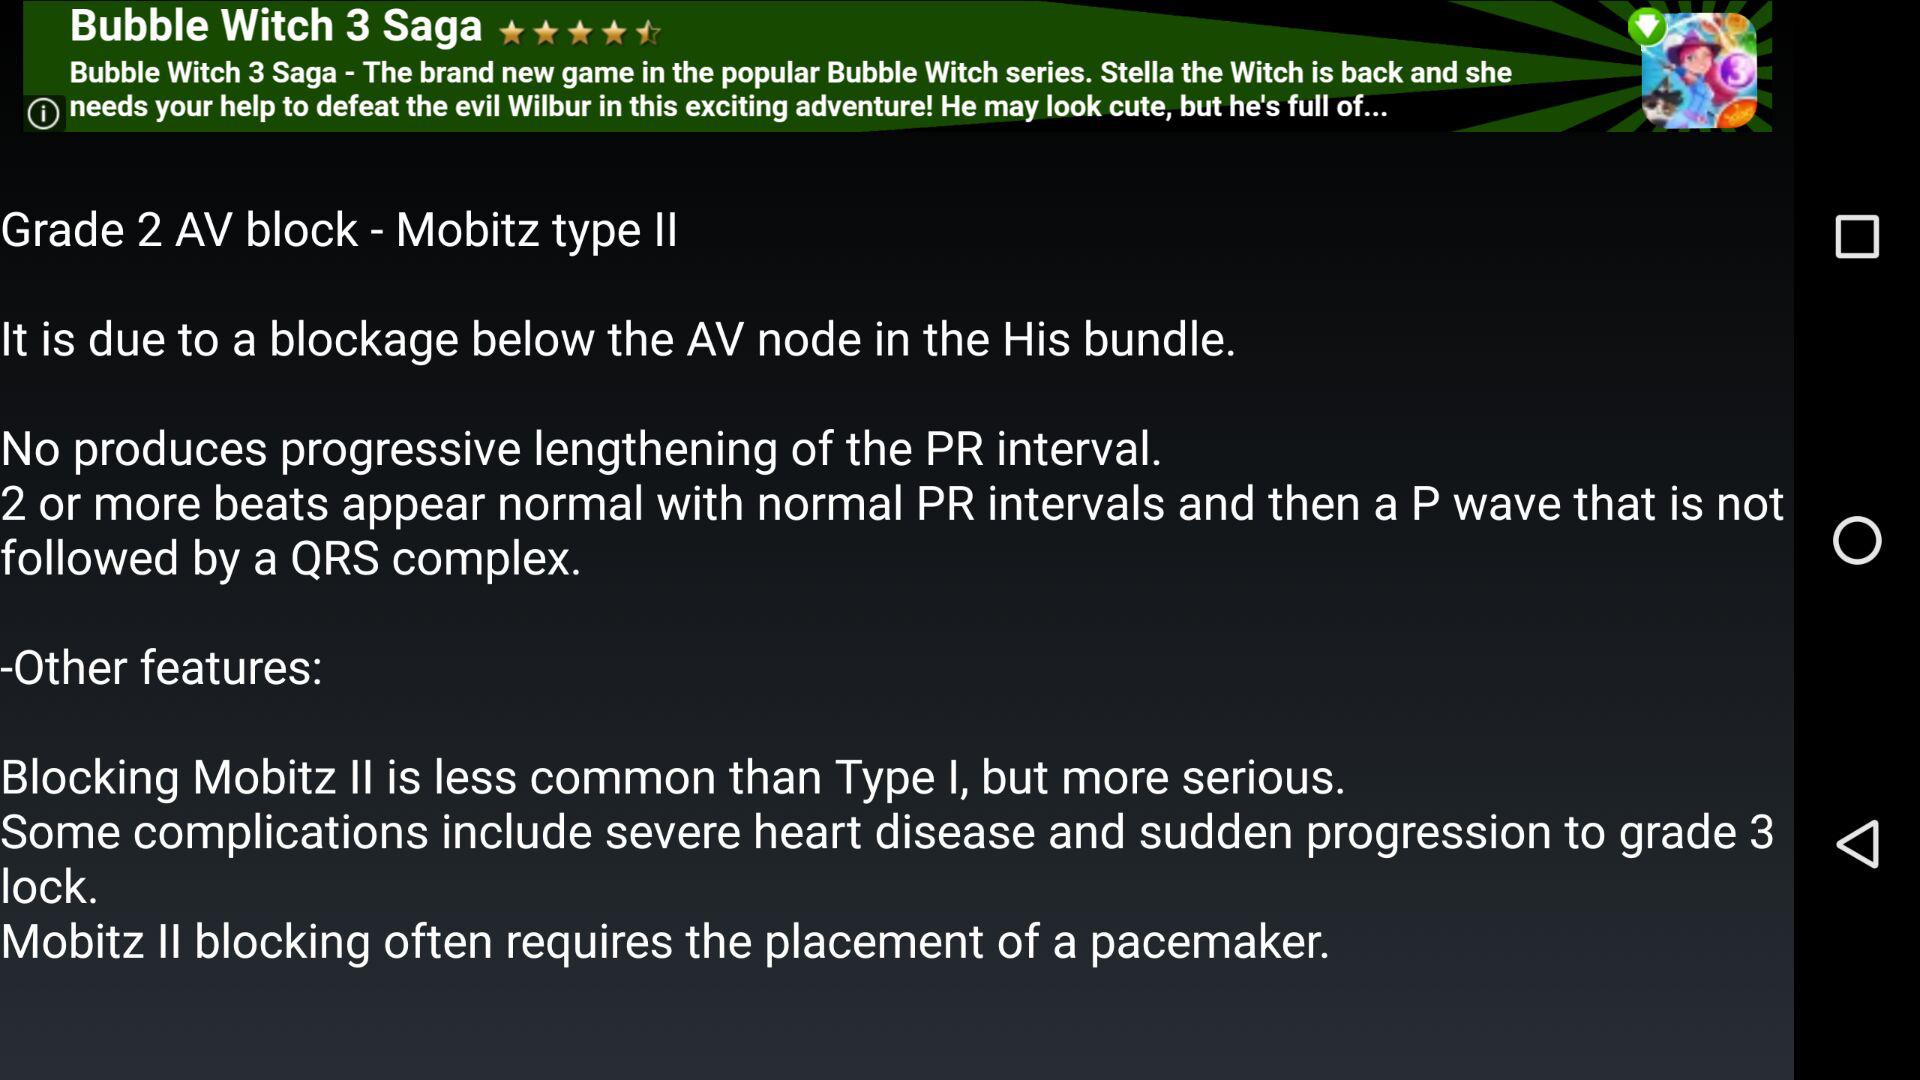 Bubble Witch 3 Saga
Bubble Witch 3 Saga - The brand new game in the popular Bubble Witch series. Stella the Witch is back and she
needs your help to defeat the evil Wilbur in this exciting adventure! He may look cute, but he's full of...
3
Grade 2 AV block - Mobitz type II
It is due to a blockage below the AV node in the His bundle.
No produces progressive lengthening of the PR interval.
2 or more beats appear normal with normal PR intervals and then a P wave that is not
followed by a QRS complex.
-Other features:
Blocking Mobitz II is less common than Type I, but more serious.
Some complications include severe heart disease and sudden progression to grade 3
lock.
Mobitz II blocking often requires the placement of a pacemaker.